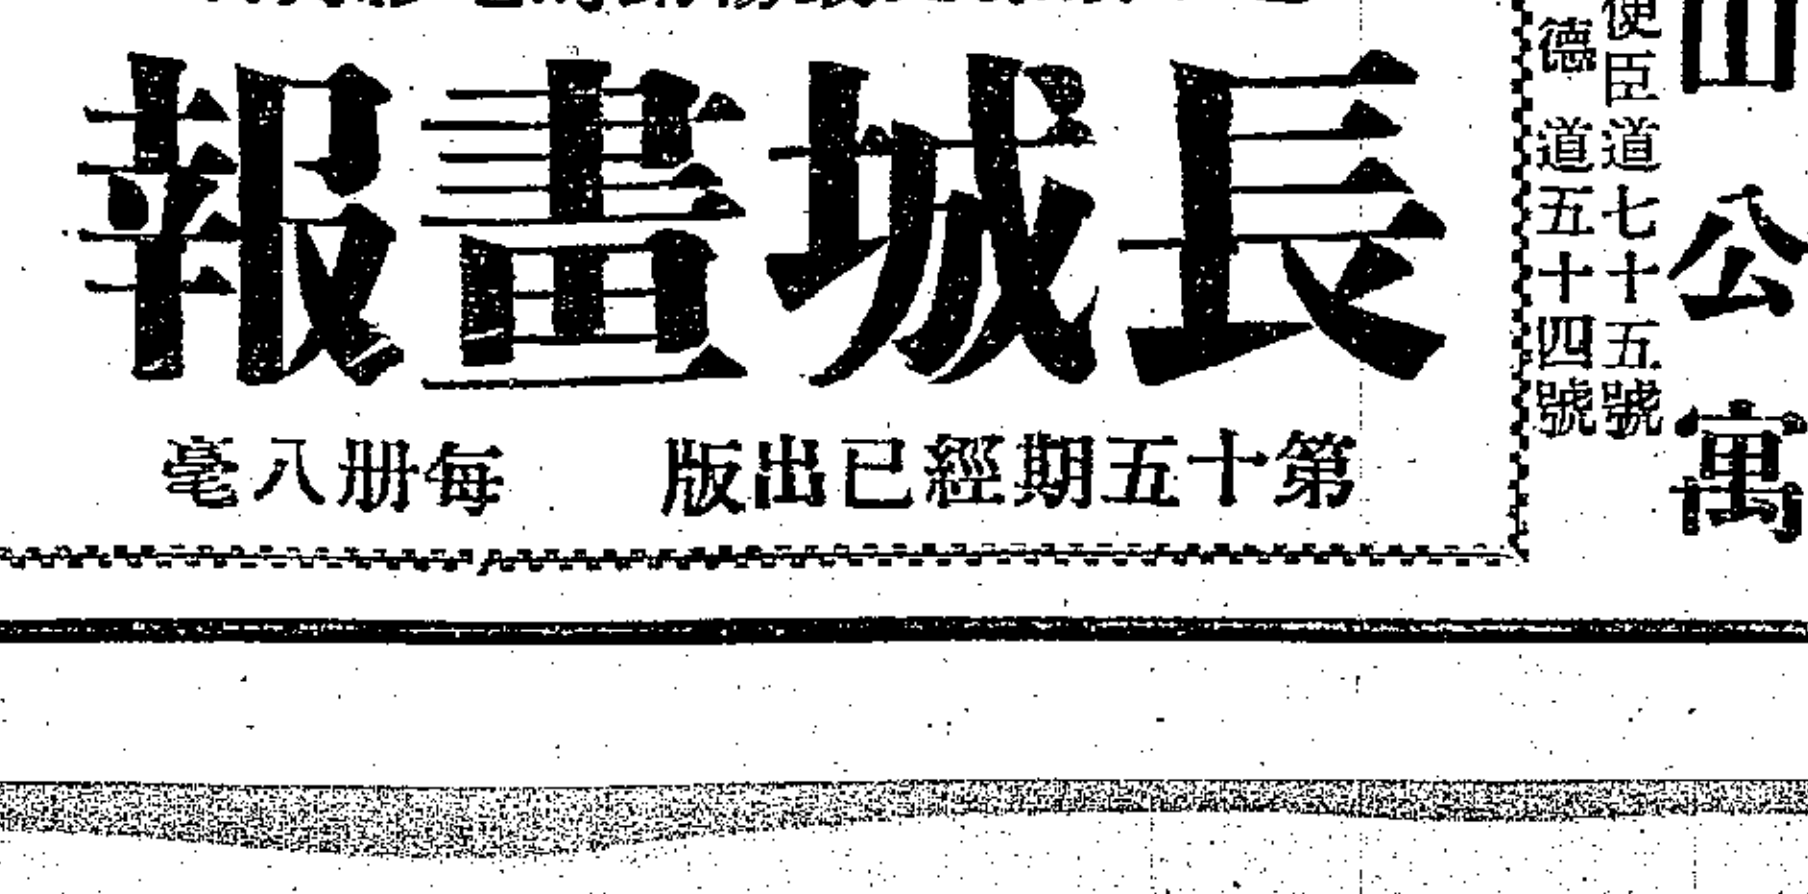 山公寓
使臣道七十五號
德道五十四號
長城畫報
第十五期經已出版 每册八毫